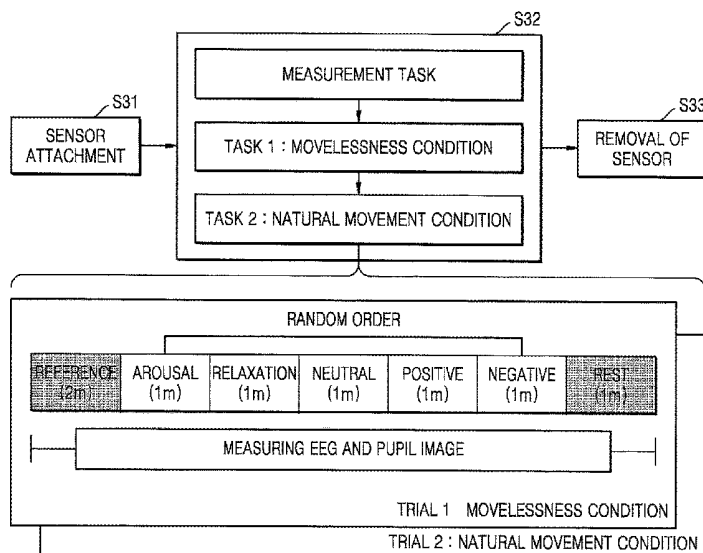 S32
MEASUREMENT TASK
S31
SENSOR
ATTACHMENT
TASK 1 : MOVELESSNESS CONDITION
S33
REMOVAL OF
SENSOR
TASK 2 : NATURAL MOVEMENT CONDITION
RANDOM ORDER
REFERENCE
(2m)
AROUSAL
(1m)
RELAXATION
(1m)
NEUTRAL
(1m)
POSITIVE
(1m)
NEGATIVE
(1m)
REST
(1m)
MEASURING EEG AND PUPIL IMAGE
TRIAL 1 MOVELESSNESS CONDITION
TRIAL 2 : NATURAL MOVEMENT CONDITION